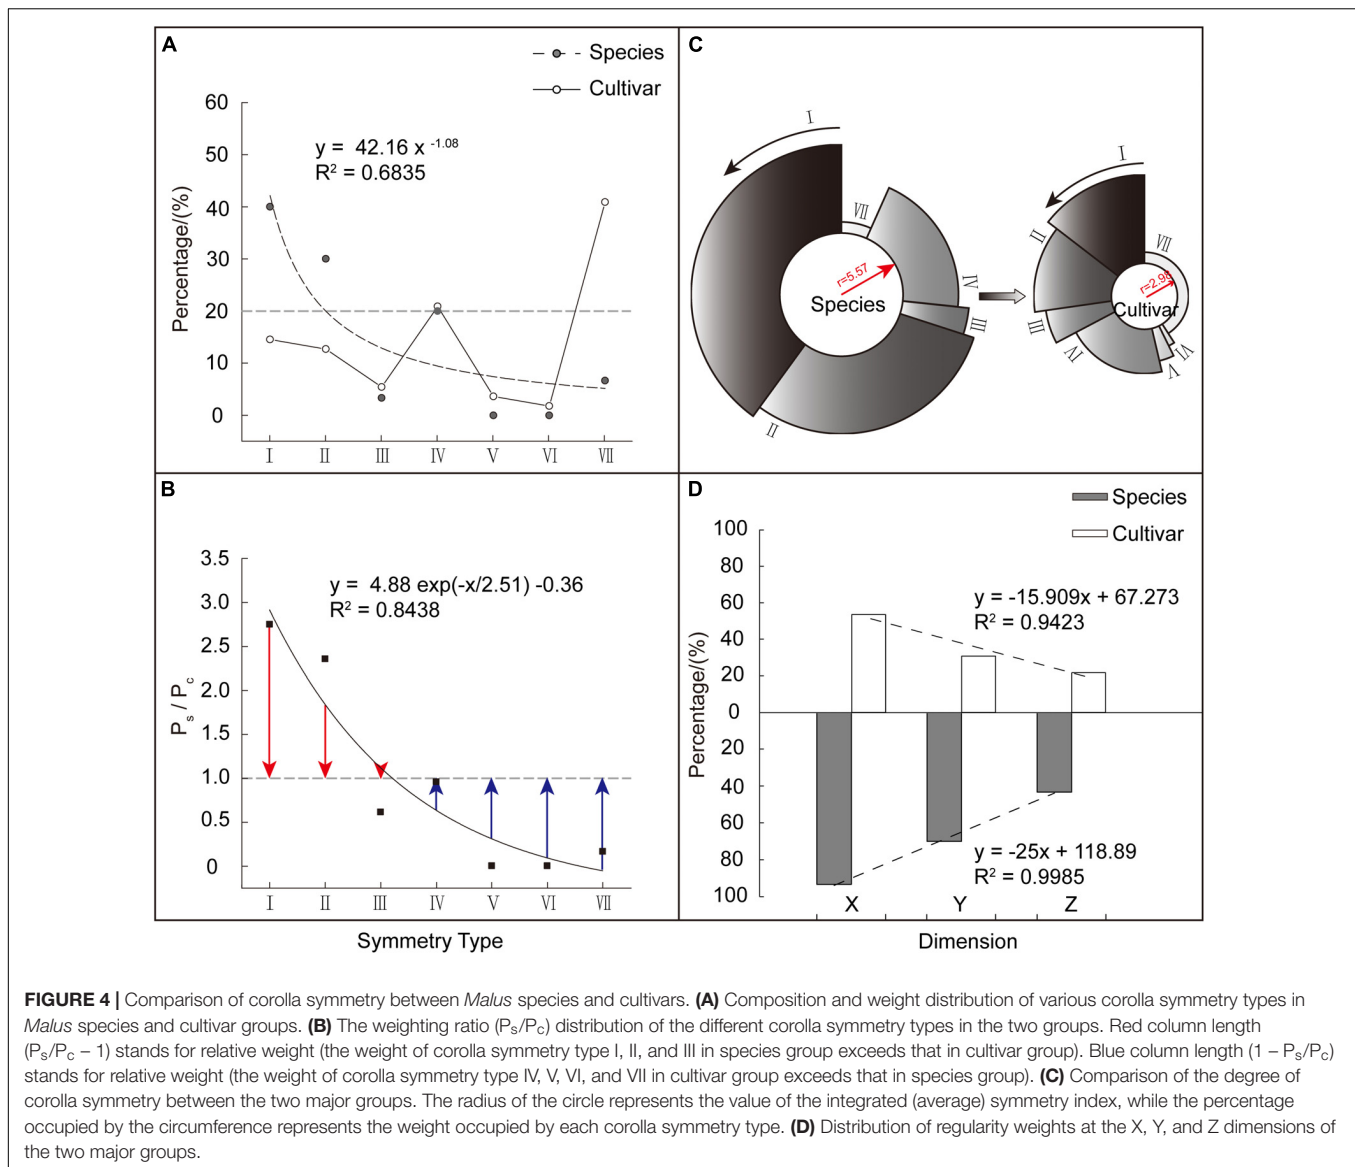 A
Species
Cultivar
60
50
40
30
20
10
0
Percentage/(%)
y = 42.16 x -1.08
R² = 0.6835
I II III IV V VI VII
C
I
VII
IV
III
II
r=5.57
Species
I
II
III
IV
V
VI
VII
r=2.98
Cultivar
B
3.5
3.0
2.5
2.0
1.5
1.0
0.5
0
Ps / Pc
y = 4.88 exp(-x/2.51) -0.36
R² = 0.8438
I II III IV V VI VII
Symmetry Type
D
Species
Cultivar
100
80
60
40
20
0
20
40
60
80
100
Percentage/(%)
y = -15.909x + 67.273
R² = 0.9423
y = -25x + 118.89
R² = 0.9985
X Y Z
Dimension
FIGURE 4 | Comparison of corolla symmetry between Malus species and cultivars. (A) Composition and weight distribution of various corolla symmetry types in
Malus species and cultivar groups. (B) The weighting ratio (Ps/Pc) distribution of the different corolla symmetry types in the two groups. Red column length
(Ps/Pc – 1) stands for relative weight (the weight of corolla symmetry type I, II, and III in species group exceeds that in cultivar group). Blue column length (1 – Ps/Pc)
stands for relative weight (the weight of corolla symmetry type IV, V, VI, and VII in cultivar group exceeds that in species group). (C) Comparison of the degree of
corolla symmetry between the two major groups. The radius of the circle represents the value of the integrated (average) symmetry index, while the percentage
occupied by the circumference represents the weight occupied by each corolla symmetry type. (D) Distribution of regularity weights at the X, Y, and Z dimensions of
the two major groups.